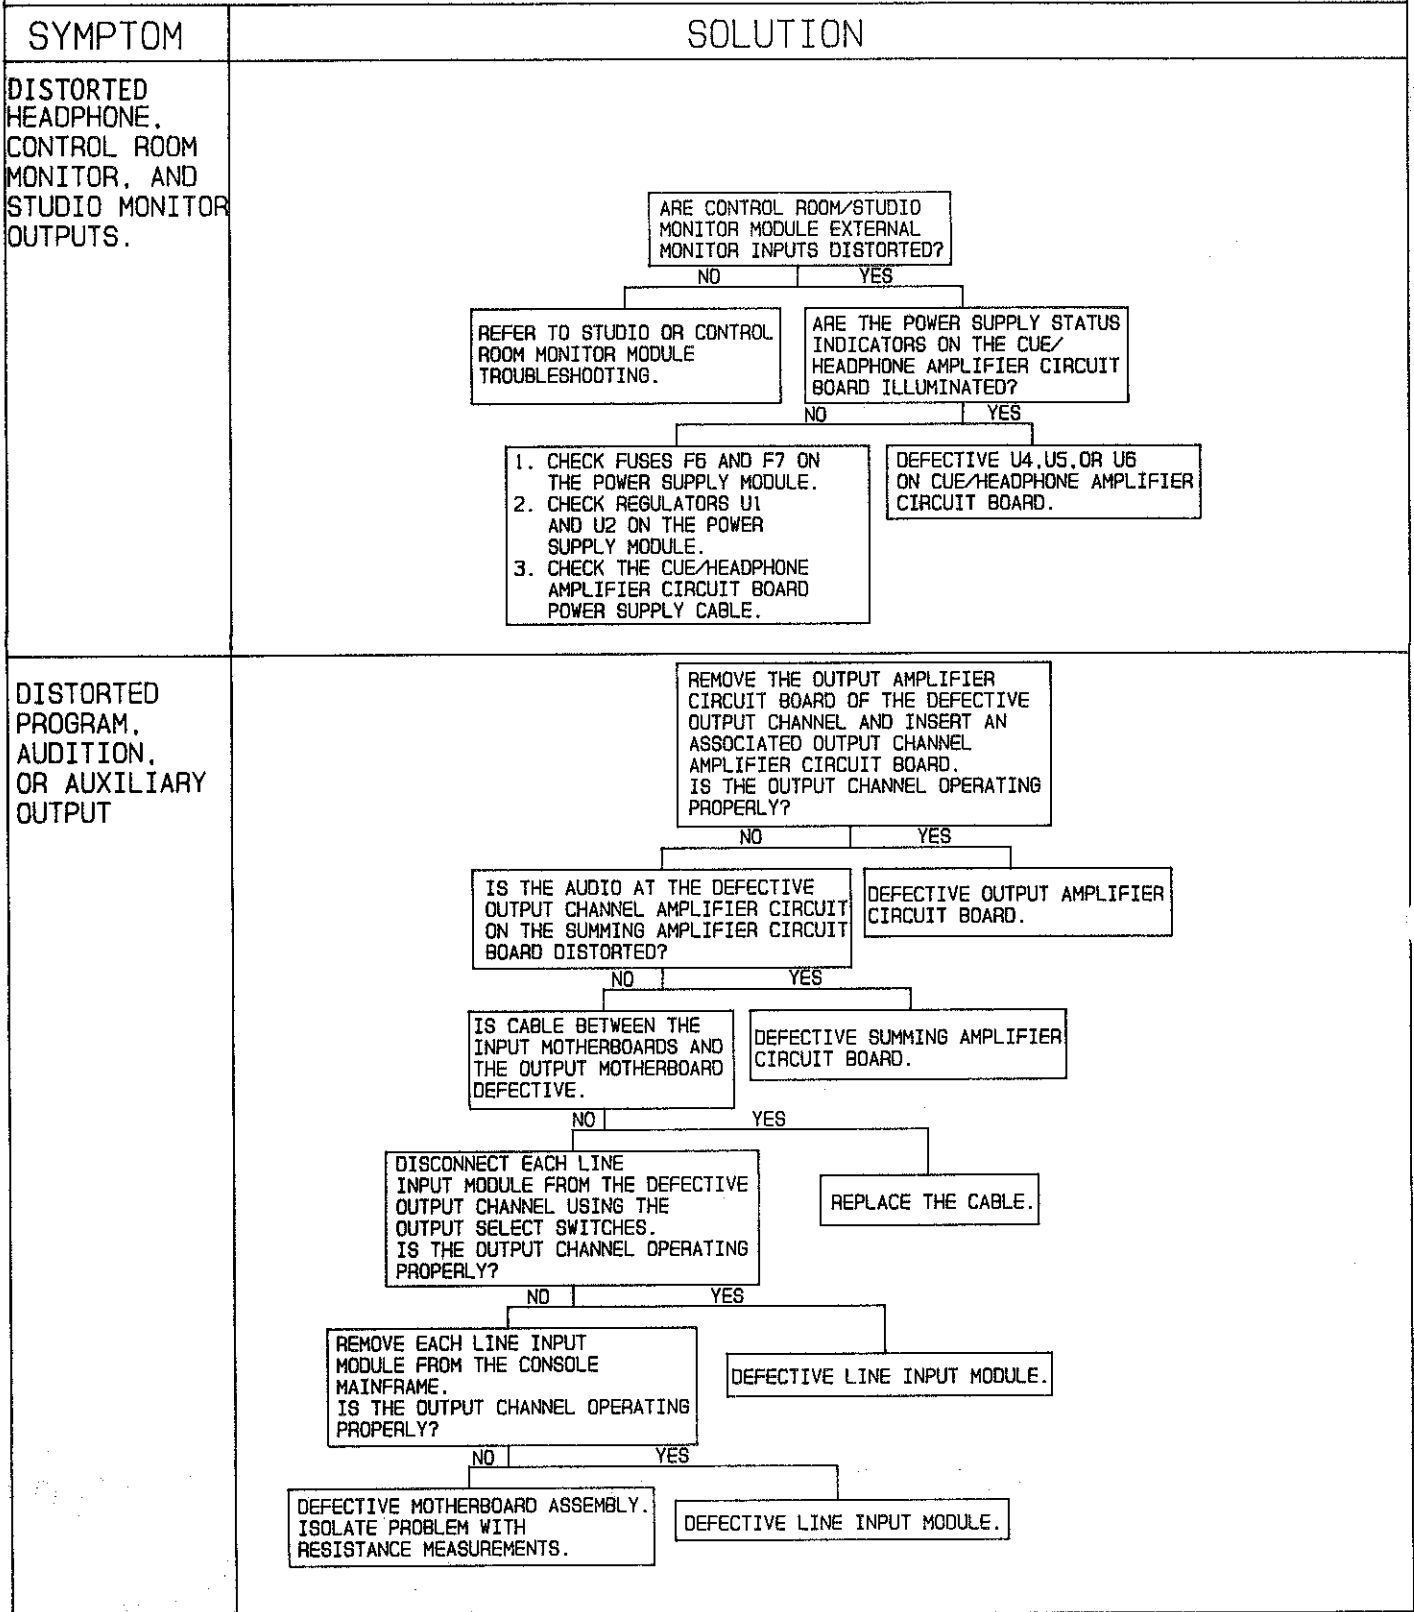 SYMPTOM
SOLUTION
DISTORTED
HEADPHONE,
CONTROL ROOM
MONITOR, AND
STUDIO MONITOR
OUTPUTS.
ARE CONTROL ROOM/STUDIO
MONITOR MODULE EXTERNAL
MONITOR INPUTS DISTORTED?
NO
YES
REFER TO STUDIO OR CONTROL
ROOM MONITOR MODULE
TROUBLESHOOTING.
ARE THE POWER SUPPLY STATUS
INDICATORS ON THE CUE/
HEADPHONE AMPLIFIER CIRCUIT
BOARD ILLUMINATED?
NO
YES
1. CHECK FUSES F6 AND F7 ON
THE POWER SUPPLY MODULE.
2. CHECK REGULATORS U1
AND U2 ON THE POWER
SUPPLY MODULE.
3. CHECK THE CUE/HEADPHONE
AMPLIFIER CIRCUIT BOARD
POWER SUPPLY CABLE.
DEFECTIVE U4,U5,OR U6
ON CUE/HEADPHONE AMPLIFIER
CIRCUIT BOARD.
DISTORTED
PROGRAM,
AUDITION,
OR AUXILIARY
OUTPUT
REMOVE THE OUTPUT AMPLIFIER
CIRCUIT BOARD OF THE DEFECTIVE
OUTPUT CHANNEL AND INSERT AN
ASSOCIATED OUTPUT CHANNEL
AMPLIFIER CIRCUIT BOARD.
IS THE OUTPUT CHANNEL OPERATING
PROPERLY?
NO
YES
IS THE AUDIO AT THE DEFECTIVE
OUTPUT CHANNEL AMPLIFIER CIRCUIT
ON THE SUMMING AMPLIFIER CIRCUIT
BOARD DISTORTED?
DEFECTIVE OUTPUT AMPLIFIER
CIRCUIT BOARD.
NO
YES
IS CABLE BETWEEN THE
INPUT MOTHERBOARDS AND
THE OUTPUT MOTHERBOARD
DEFECTIVE.
DEFECTIVE SUMMING AMPLIFIER
CIRCUIT BOARD.
NO
YES
DISCONNECT EACH LINE
INPUT MODULE FROM THE DEFECTIVE
OUTPUT CHANNEL USING THE
OUTPUT SELECT SWITCHES.
IS THE OUTPUT CHANNEL OPERATING
PROPERLY?
REPLACE THE CABLE.
NO
YES
REMOVE EACH LINE INPUT
MODULE FROM THE CONSOLE
MAINFRAME.
IS THE OUTPUT CHANNEL OPERATING
PROPERLY?
DEFECTIVE LINE INPUT MODULE.
NO
YES
DEFECTIVE MOTHERBOARD ASSEMBLY.
ISOLATE PROBLEM WITH
RESISTANCE MEASUREMENTS.
DEFECTIVE LINE INPUT MODULE.